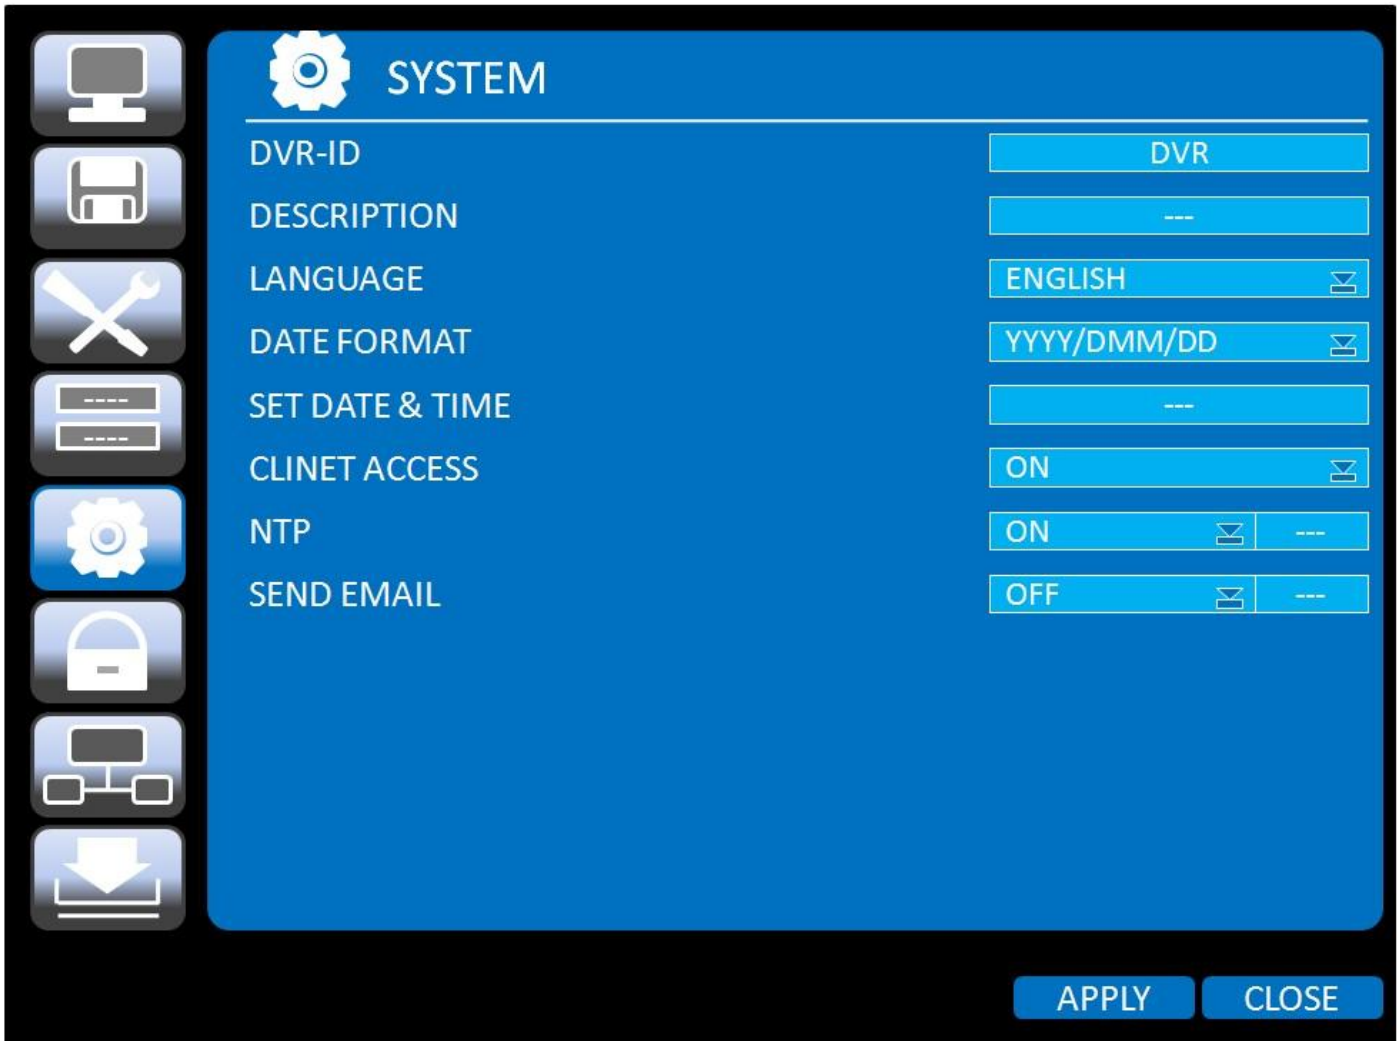 SYSTEM
DVR-ID DVR
DESCRIPTION ---
LANGUAGE ENGLISH
DATE FORMAT YYYY/DMM/DD
---- 
SET DATE & TIME ---
----
CLINET ACCESS ON
NTP ON ---
SEND EMAIL OFF ---
APPLY CLOSE